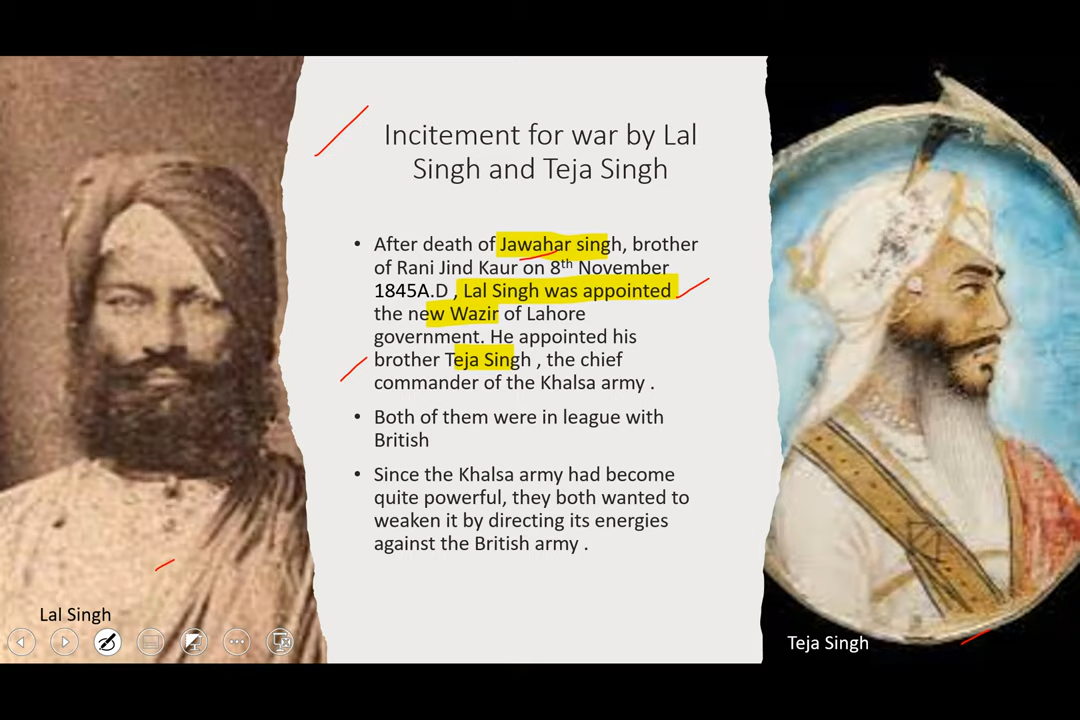 Incitement for war by Lal
Singh and Teja Singh
• After death of Jawahar singh, brother
of Rani Jind Kaur on 8th November
1845A.D , Lal Singh was appointed
the new Wazir of Lahore
government. He appointed his
brother Teja Singh , the chief
commander of the Khalsa army .
• Both of them were in league with
British
• Since the Khalsa army had become
quite powerful, they both wanted to
weaken it by directing its energies
against the British army .
Lal Singh
Teja Singh